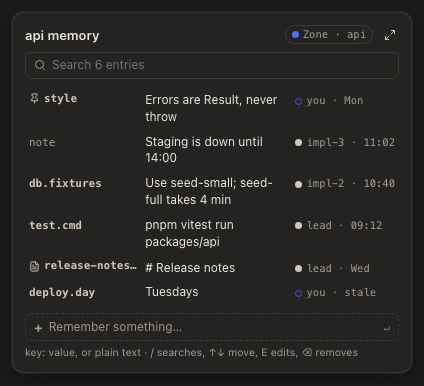 api memory
Zone · api
Search 6 entries
style
Errors are Result, never
throw
you · Mon
note
Staging is down until
14:00
impl-3 · 11:02
db.fixtures
Use seed-small; seed-
full takes 4 min
impl-2 · 10:40
test.cmd
pnpm vitest run
packages/api
lead · 09:12
release-notes…
# Release notes
lead · Wed
deploy.day
Tuesdays
you · stale
+ Remember something… ↵
key: value, or plain text · / searches, ↑↓ move, E edits, ⌫ removes